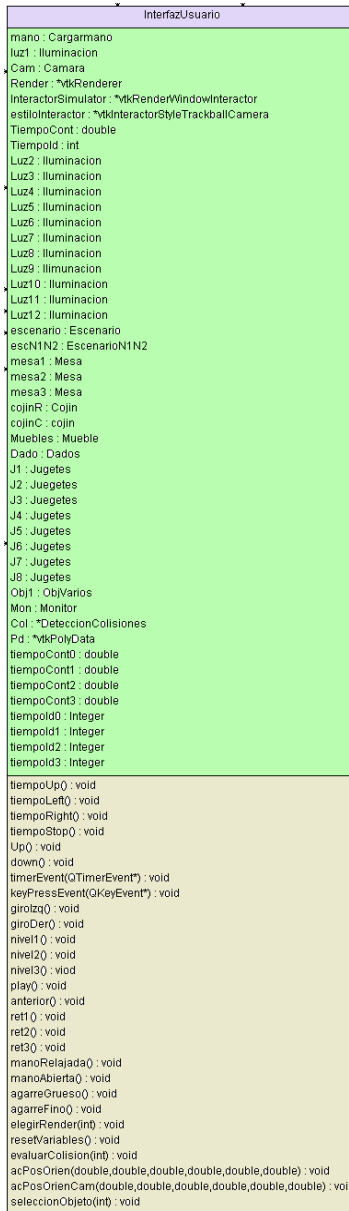 InterfazUsuario
mano : Cargarmano
luz1 : Iluminacion
Cam : Camara
Render : *vtkRenderer
InteractorSimulator : *vtkRenderWindowInteractor
estiloInteractor : *vtkInteractorStyleTrackballCamera
TiempoCont : double
TiempoId : int
Luz2 : Iluminacion
Luz3 : Iluminacion
Luz4 : Iluminacion
Luz5 : Iluminacion
Luz6 : Iluminacion
Luz7 : Iluminacion
Luz8 : Iluminacion
Luz9 : Ilimunacion
Luz10 : Iluminacion
Luz11 : Iluminacion
Luz12 : Iluminacion
escenario : Escenario
escN1N2 : EscenarioN1N2
mesa1 : Mesa
mesa2 : Mesa
mesa3 : Mesa
cojinR : Cojin
cojinC : cojin
Muebles : Mueble
Dado : Dados
J1 : Jugetes
J2 : Juegetes
J3 : Juegetes
J4 : Jugetes
J5 : Jugetes
J6 : Jugetes
J7 : Jugetes
J8 : Jugetes
Obj1 : ObjVarios
Mon : Monitor
Col : *DeteccionColisiones
Pd : *vtkPolyData
tiempoCont0 : double
tiempoCont1 : double
tiempoCont2 : double
tiempoCont3 : double
tiempoId0 : Integer
tiempoId1 : Integer
tiempoId2 : Integer
tiempoId3 : Integer
tiempoUp() : void
tiempoLeft() : void
tiempoRight() : void
tiempoStop() : void
Up() : void
down() : void
timerEvent(QTimerEvent*) : void
keyPressEvent(QKeyEvent*) : void
giroIzq() : void
giroDer() : void
nivel1() : void
nivel2() : void
nivel3() : viod
play() : void
anterior() : void
ret1() : void
ret2() : void
ret3() : void
manoRelajada() : void
manoAbierta() : void
agarreGrueso() : void
agarreFino() : void
elegirRender(int) : void
resetVariables() : void
evaluarColision(int) : void
acPosOrien(double,double,double,double,double,double) : void
acPosOrienCam(double,double,double,double,double,double) : voi
seleccionObjeto(int) : void